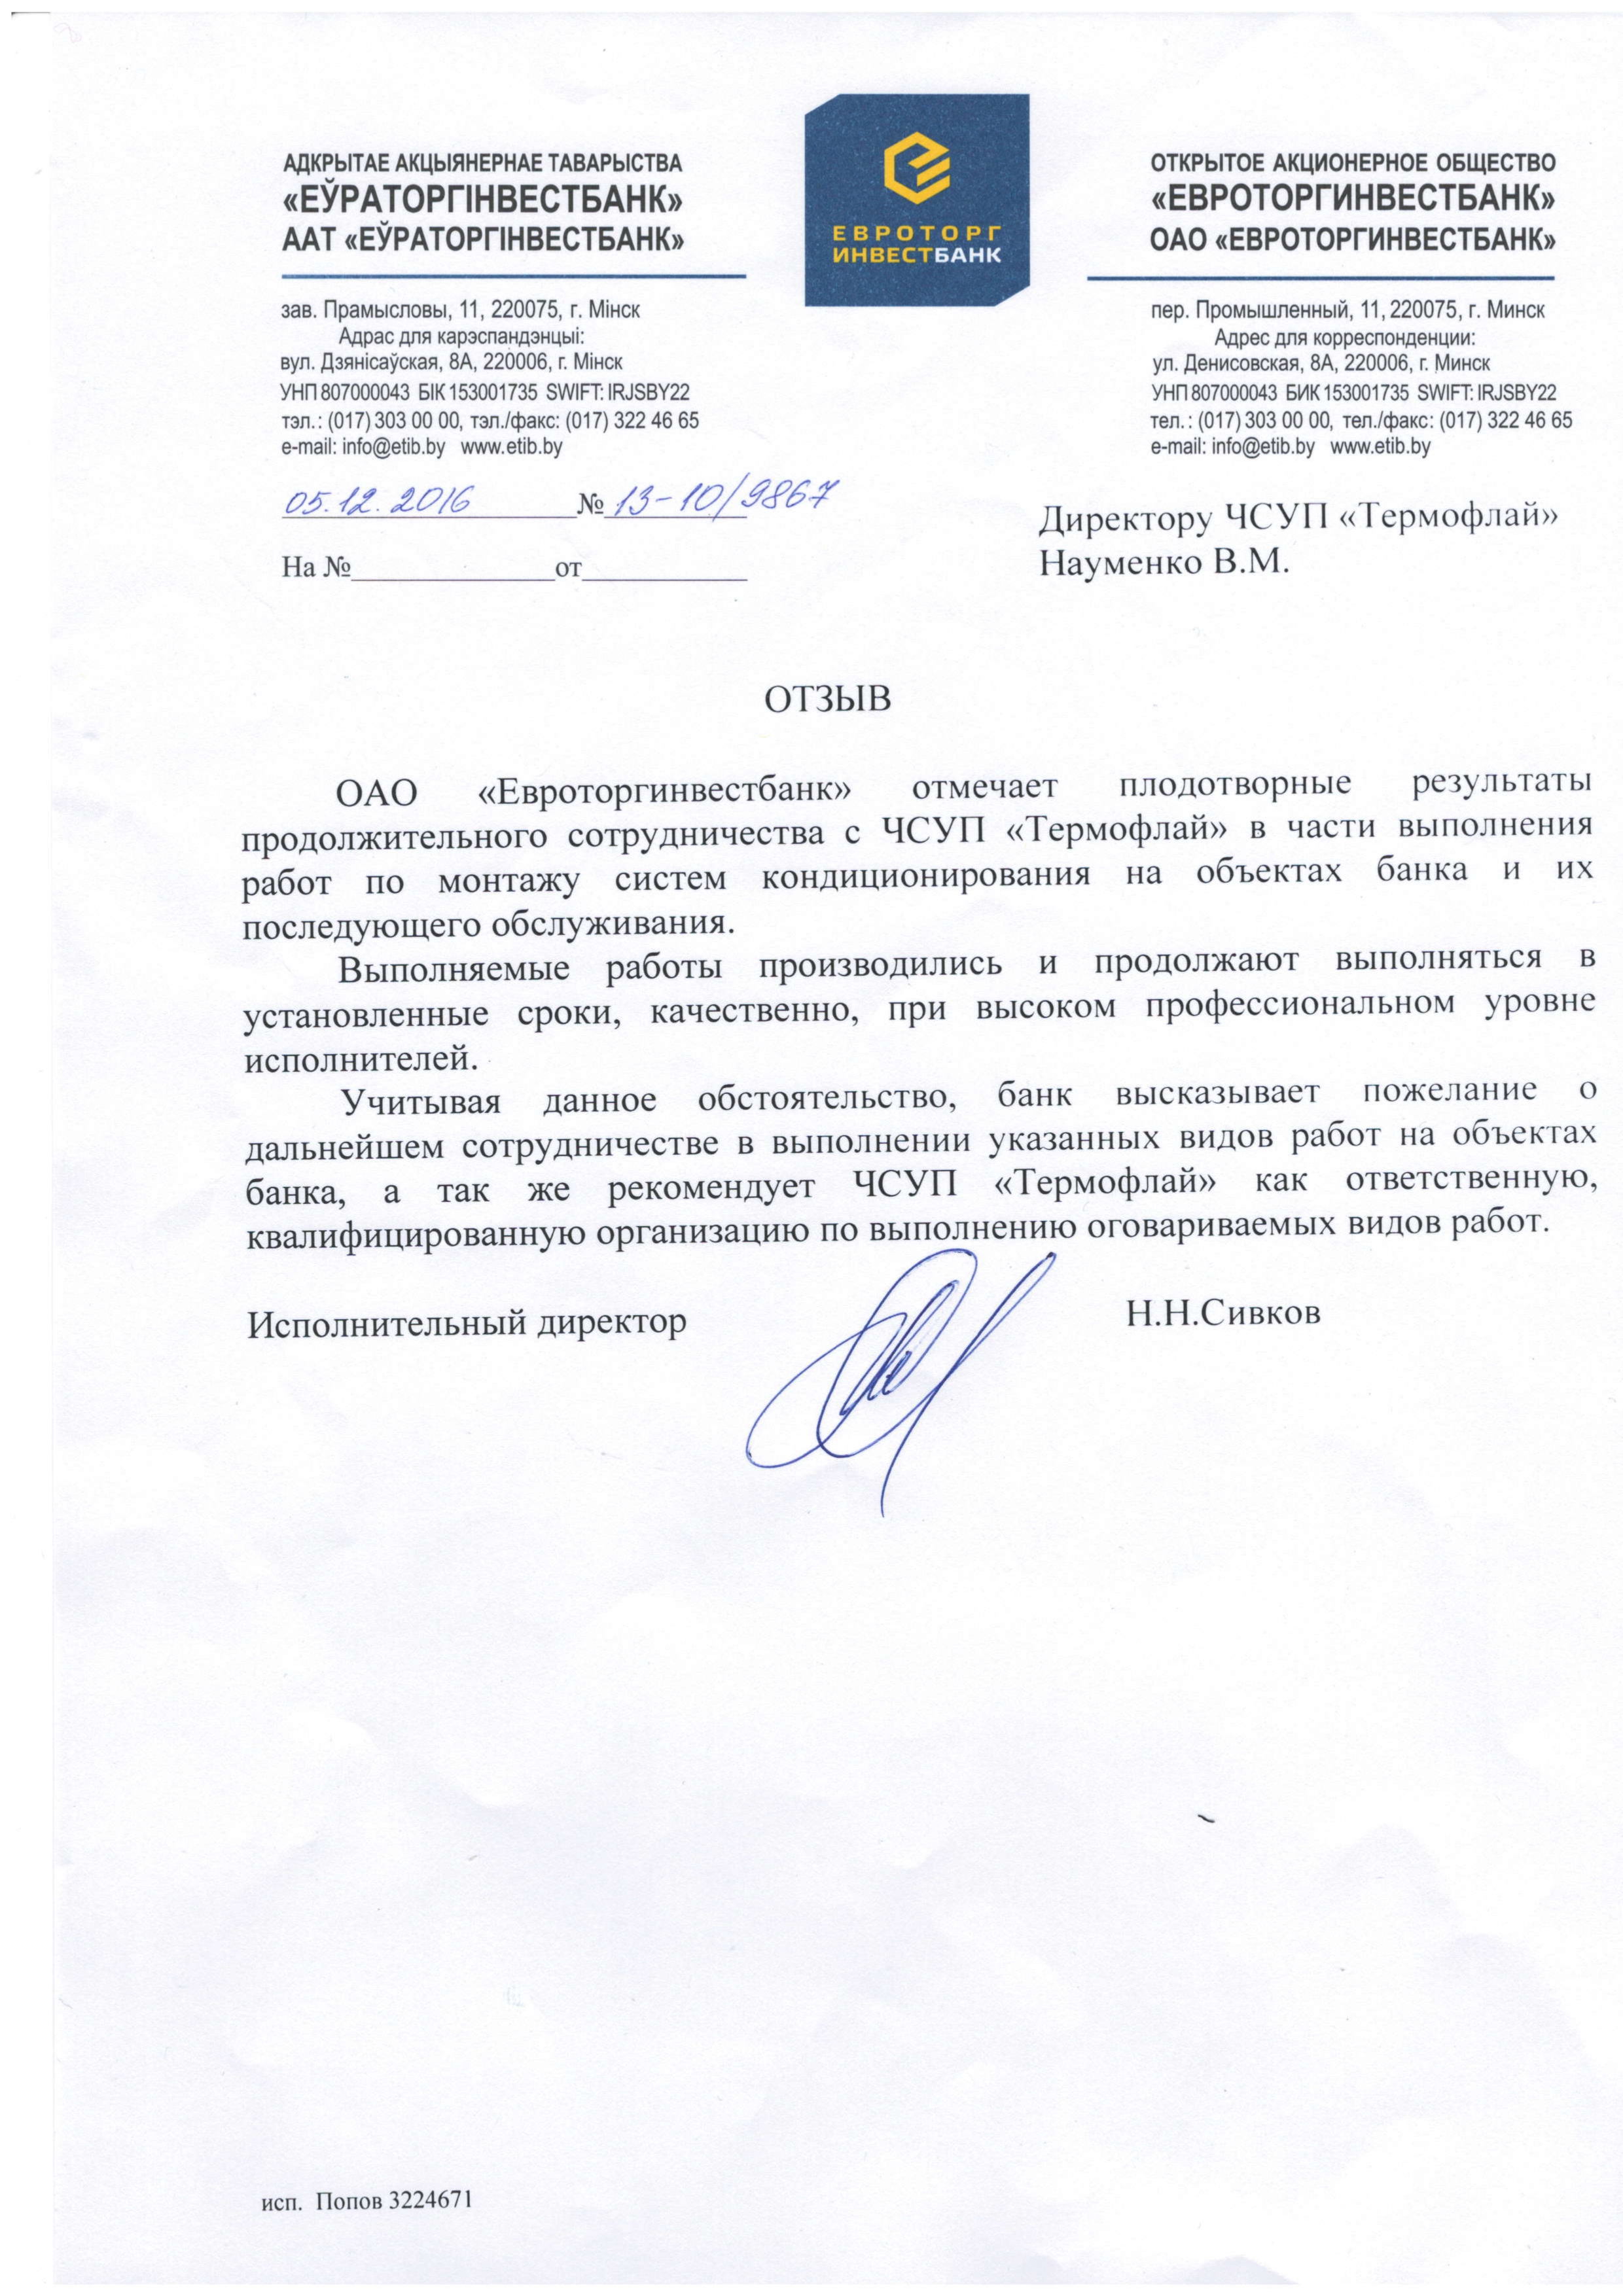 АДКРЫТАЕ АКЦЫЯНЕРНАЕ ТАВАРЫСТВА
«ЕЎРАТОРГІНВЕСТБАНК»
ААТ «ЕЎРАТОРГІНВЕСТБАНК»
зав. Прамысловы, 11, 220075, г. Мінск
Адрас для карэспандэнцыі:
вул. Дзянісаўская, 8А, 220006, г. Мінск
УНП 807000043 БІК 153001735 SWIFT: IRJSBY22
тэл.: (017) 303 00 00, тэл./факс: (017) 322 46 65
e-mail: info@etib.by www.etib.by
ЕВРОТОРГ
ИНВЕСТБАНК
ОТКРЫТОЕ АКЦИОНЕРНОЕ ОБЩЕСТВО
«ЕВРОТОРГИНВЕСТБАНК»
ОАО «ЕВРОТОРГИНВЕСТБАНК»
пер. Промышленный, 11, 220075, г. Минск
Адрес для корреспонденции:
ул. Денисовская, 8А, 220006, г. Минск
УНП 807000043 БИК 153001735 SWIFT: IRJSBY22
тел.: (017) 303 00 00, тел./факс: (017) 322 46 65
e-mail: info@etib.by www.etib.by
05.12.2016 № 13-10/9867
На №______________от___________
Директору ЧСУП «Термофлай»
Науменко В.М.
ОТЗЫВ
ОАО «Евроторгинвестбанк» отмечает плодотворные результаты
продолжительного сотрудничества с ЧСУП «Термофлай» в части выполнения
работ по монтажу систем кондиционирования на объектах банка и их
последующего обслуживания.
Выполняемые работы производились и продолжают выполняться в
установленные сроки, качественно, при высоком профессиональном уровне
исполнителей.
Учитывая данное обстоятельство, банк высказывает пожелание о
дальнейшем сотрудничестве в выполнении указанных видов работ на объектах
банка, а так же рекомендует ЧСУП «Термофлай» как ответственную,
квалифицированную организацию по выполнению оговариваемых видов работ.
Исполнительный директор Н.Н.Сивков
исп. Попов 3224671